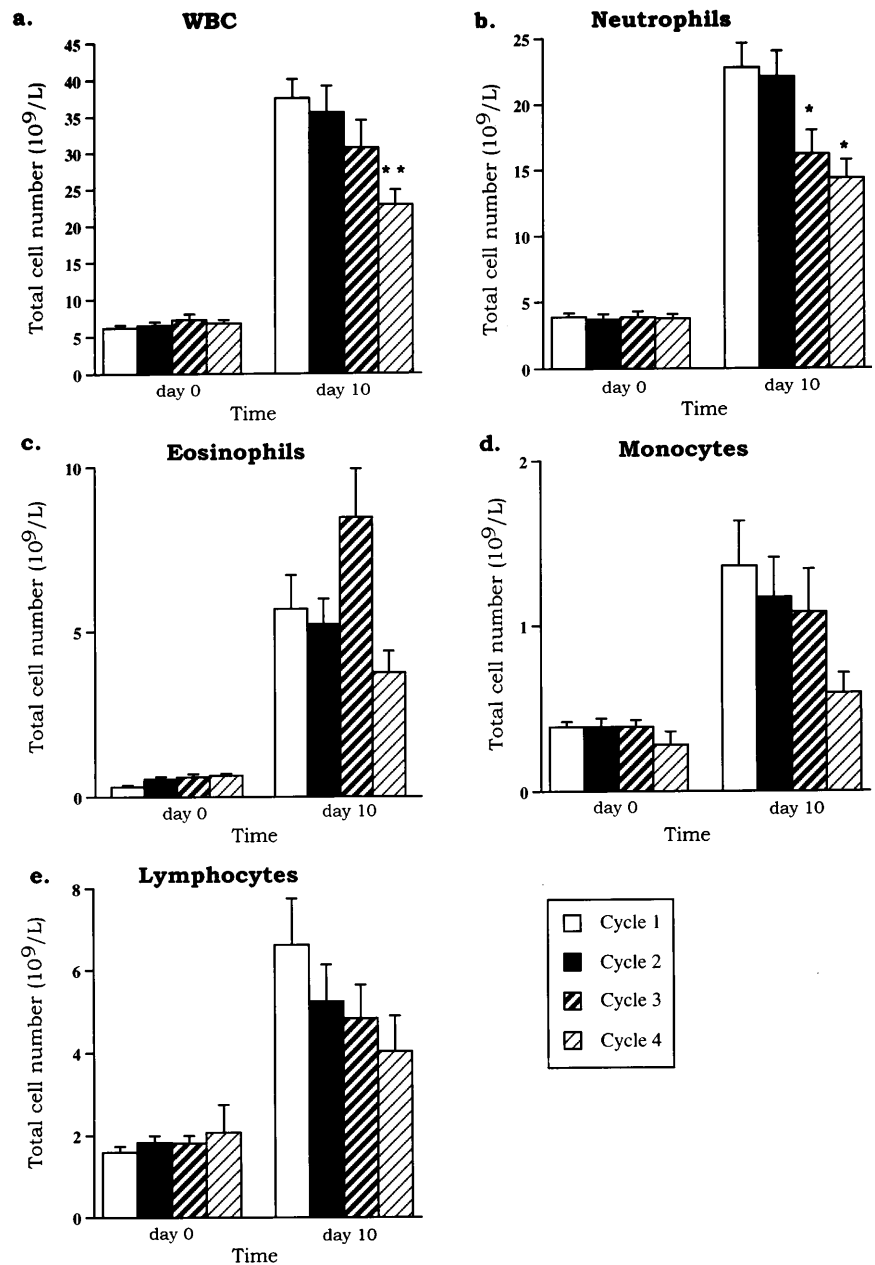 a.
WBC
Total cell number (10⁹/L)
45
40
35
30
25
20
15
10
5
0
* *
day 0
day 10
Time
b.
Neutrophils
Total cell number (10⁹/L)
25
20
15
10
5
0
*
*
day 0
day 10
Time
c.
Eosinophils
Total cell number (10⁹/L)
10
5
0
day 0
day 10
Time
d.
Monocytes
Total cell number (10⁹/L)
2
1
0
day 0
day 10
Time
e.
Lymphocytes
Total cell number (10⁹/L)
8
6
4
2
0
day 0
day 10
Time
Cycle 1
Cycle 2
Cycle 3
Cycle 4